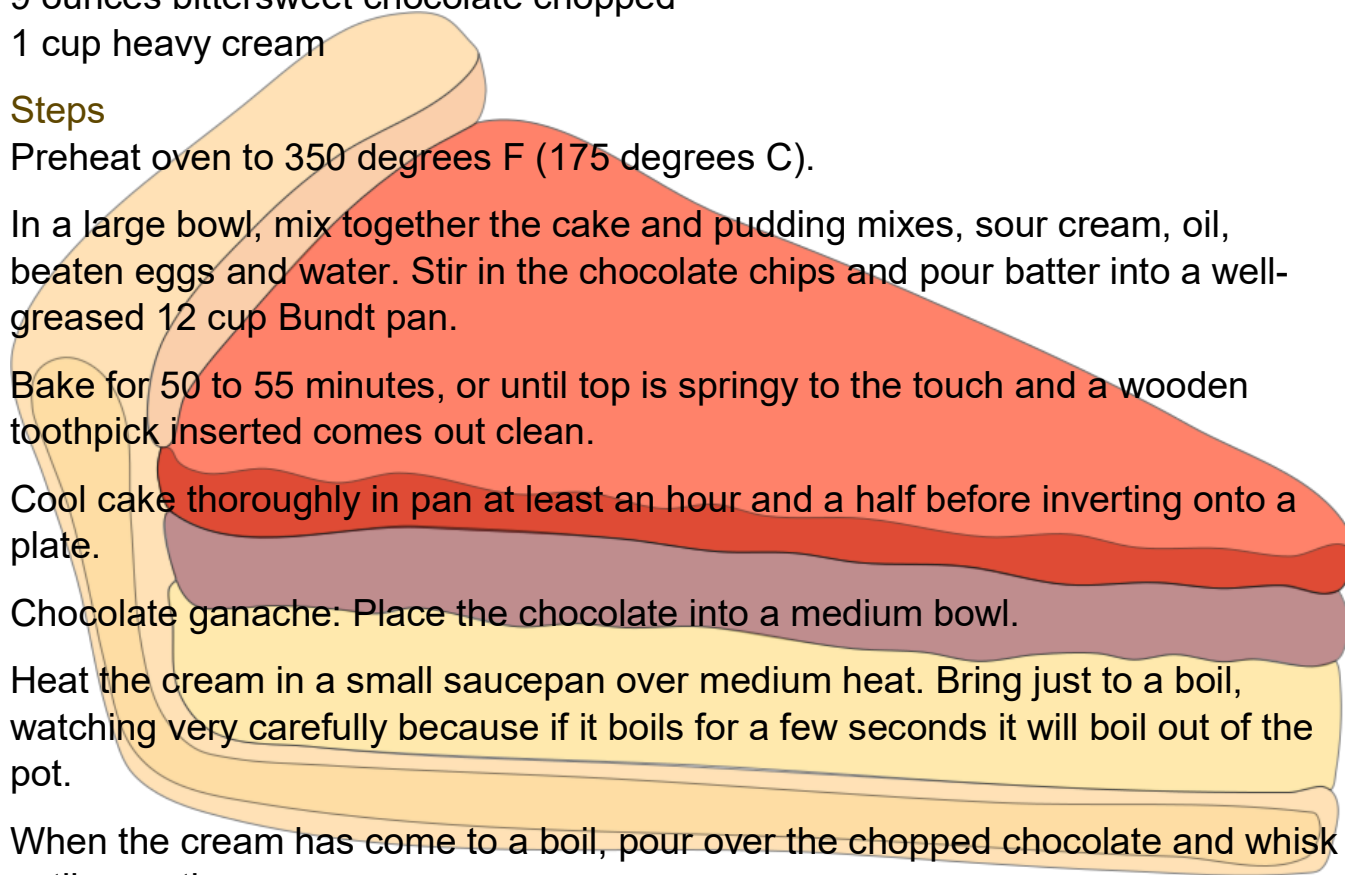 9 ounces bittersweet chocolate chopped
1 cup heavy cream
Steps
Preheat oven to 350 degrees F (175 degrees C).
In a large bowl, mix together the cake and pudding mixes, sour cream, oil,
beaten eggs and water. Stir in the chocolate chips and pour batter into a well-
greased 12 cup Bundt pan.
Bake for 50 to 55 minutes, or until top is springy to the touch and a wooden
toothpick inserted comes out clean.
Cool cake thoroughly in pan at least an hour and a half before inverting onto a
plate.
Chocolate ganache: Place the chocolate into a medium bowl.
Heat the cream in a small saucepan over medium heat. Bring just to a boil,
watching very carefully because if it boils for a few seconds it will boil out of the
pot.
When the cream has come to a boil, pour over the chopped chocolate and whisk